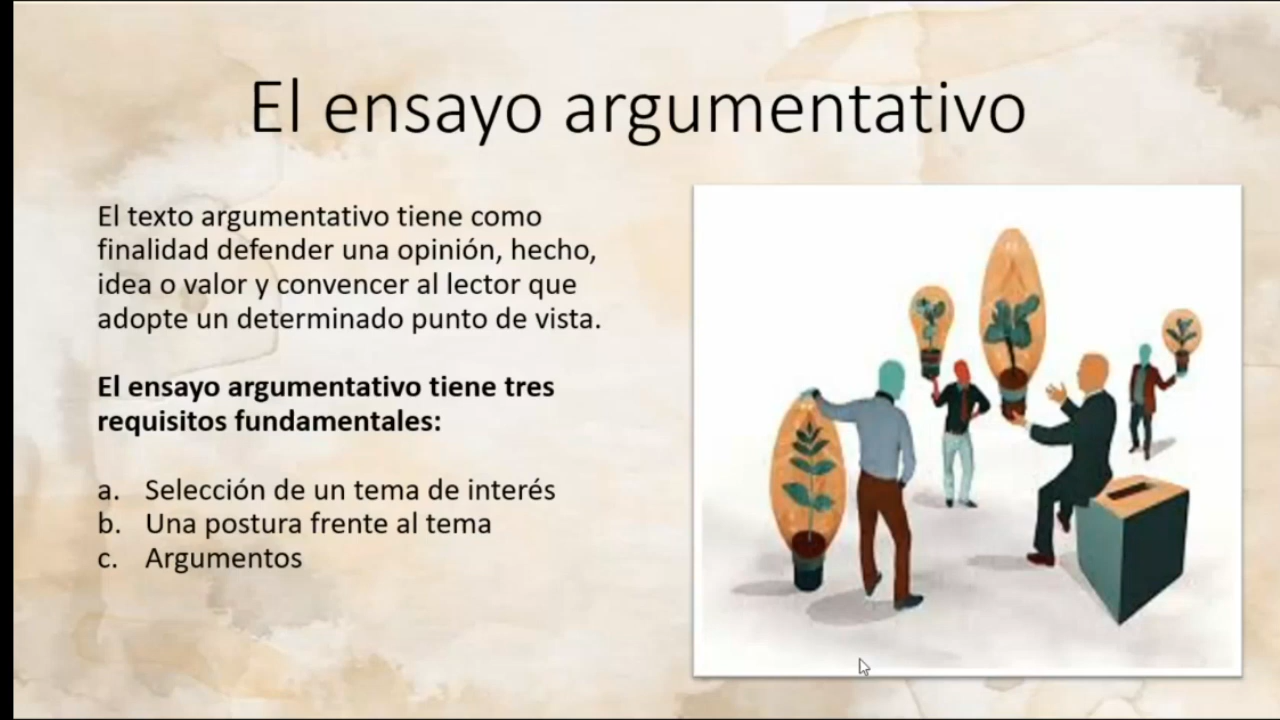 El ensayo argumentativo
El texto argumentativo tiene como
finalidad defender una opinión, hecho,
idea o valor y convencer al lector que
adopte un determinado punto de vista.
El ensayo argumentativo tiene tres
requisitos fundamentales:
a. Selección de un tema de interés
b. Una postura frente al tema
c. Argumentos